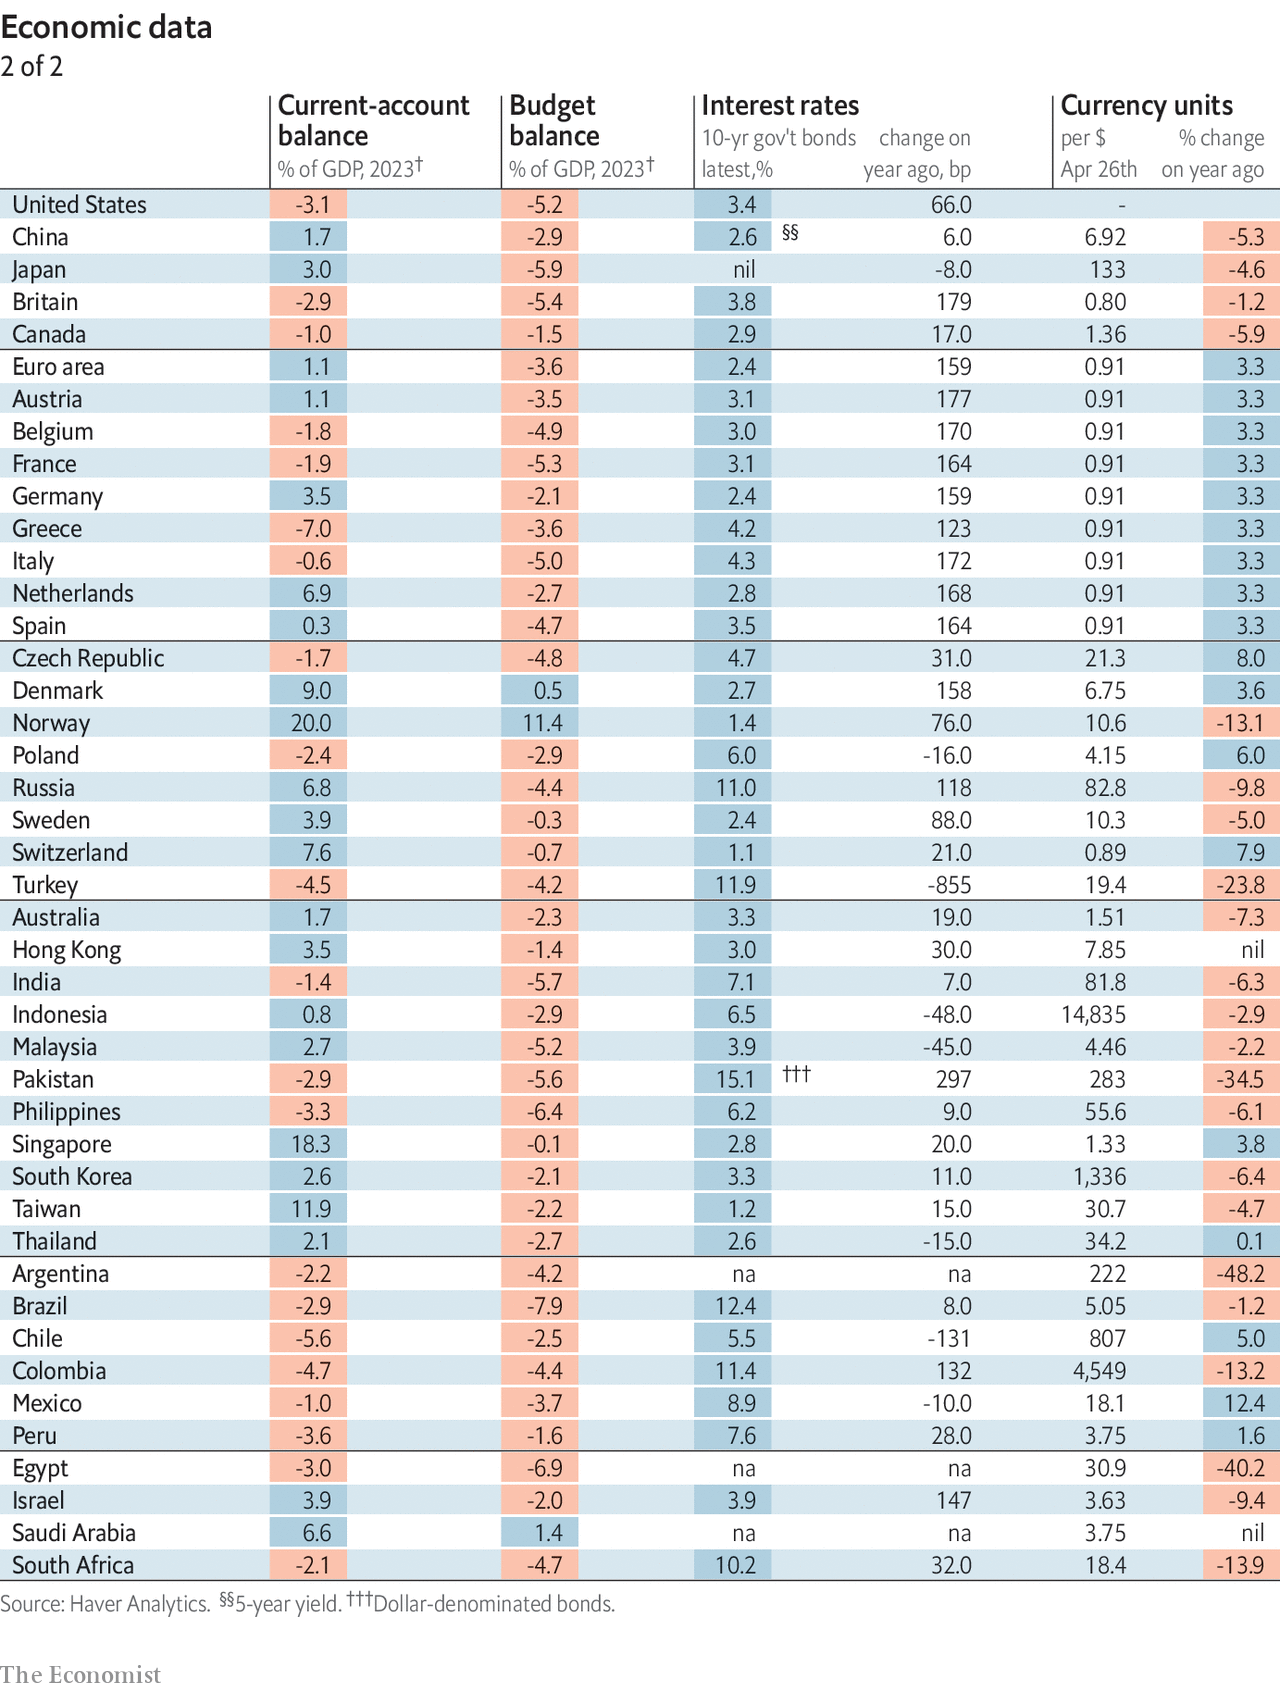 Economic data
2 of 2
Current-account Budget Interest rates Currency units
balance balance 10-yr gov't bonds change on per $ % change
% of GDP, 2023† % of GDP, 2023† latest,% year ago, bp Apr 26th on year ago
United States -3.1 -5.2 3.4 66.0 -
China 1.7 -2.9 2.6 §§ 6.0 6.92 -5.3
Japan 3.0 -5.9 nil -8.0 133 -4.6
Britain -2.9 -5.4 3.8 179 0.80 -1.2
Canada -1.0 -1.5 2.9 17.0 1.36 -5.9
Euro area 1.1 -3.6 2.4 159 0.91 3.3
Austria 1.1 -3.5 3.1 177 0.91 3.3
Belgium -1.8 -4.9 3.0 170 0.91 3.3
France -1.9 -5.3 3.1 164 0.91 3.3
Germany 3.5 -2.1 2.4 159 0.91 3.3
Greece -7.0 -3.6 4.2 123 0.91 3.3
Italy -0.6 -5.0 4.3 172 0.91 3.3
Netherlands 6.9 -2.7 2.8 168 0.91 3.3
Spain 0.3 -4.7 3.5 164 0.91 3.3
Czech Republic -1.7 -4.8 4.7 31.0 21.3 8.0
Denmark 9.0 0.5 2.7 158 6.75 3.6
Norway 20.0 11.4 1.4 76.0 10.6 -13.1
Poland -2.4 -2.9 6.0 -16.0 4.15 6.0
Russia 6.8 -4.4 11.0 118 82.8 -9.8
Sweden 3.9 -0.3 2.4 88.0 10.3 -5.0
Switzerland 7.6 -0.7 1.1 21.0 0.89 7.9
Turkey -4.5 -4.2 11.9 -855 19.4 -23.8
Australia 1.7 -2.3 3.3 19.0 1.51 -7.3
Hong Kong 3.5 -1.4 3.0 30.0 7.85 nil
India -1.4 -5.7 7.1 7.0 81.8 -6.3
Indonesia 0.8 -2.9 6.5 -48.0 14,835 -2.9
Malaysia 2.7 -5.2 3.9 -45.0 4.46 -2.2
Pakistan -2.9 -5.6 15.1 ††† 297 283 -34.5
Philippines -3.3 -6.4 6.2 9.0 55.6 -6.1
Singapore 18.3 -0.1 2.8 20.0 1.33 3.8
South Korea 2.6 -2.1 3.3 11.0 1,336 -6.4
Taiwan 11.9 -2.2 1.2 15.0 30.7 -4.7
Thailand 2.1 -2.7 2.6 -15.0 34.2 0.1
Argentina -2.2 -4.2 na na 222 -48.2
Brazil -2.9 -7.9 12.4 8.0 5.05 -1.2
Chile -5.6 -2.5 5.5 -131 807 5.0
Colombia -4.7 -4.4 11.4 132 4,549 -13.2
Mexico -1.0 -3.7 8.9 -10.0 18.1 12.4
Peru -3.6 -1.6 7.6 28.0 3.75 1.6
Egypt -3.0 -6.9 na na 30.9 -40.2
Israel 3.9 -2.0 3.9 147 3.63 -9.4
Saudi Arabia 6.6 1.4 na na 3.75 nil
South Africa -2.1 -4.7 10.2 32.0 18.4 -13.9
Source: Haver Analytics. §§5-year yield. †††Dollar-denominated bonds.
The Economist